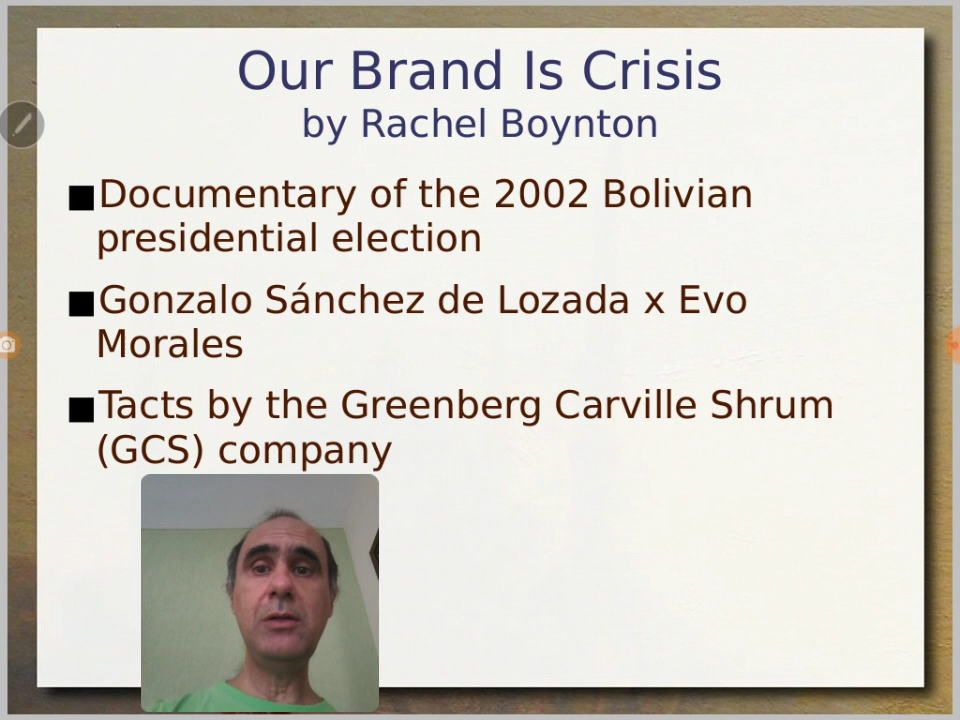 Our Brand Is Crisis
by Rachel Boynton
■Documentary of the 2002 Bolivian
presidential election
■Gonzalo Sánchez de Lozada x Evo
Morales
■Tacts by the Greenberg Carville Shrum
(GCS) company